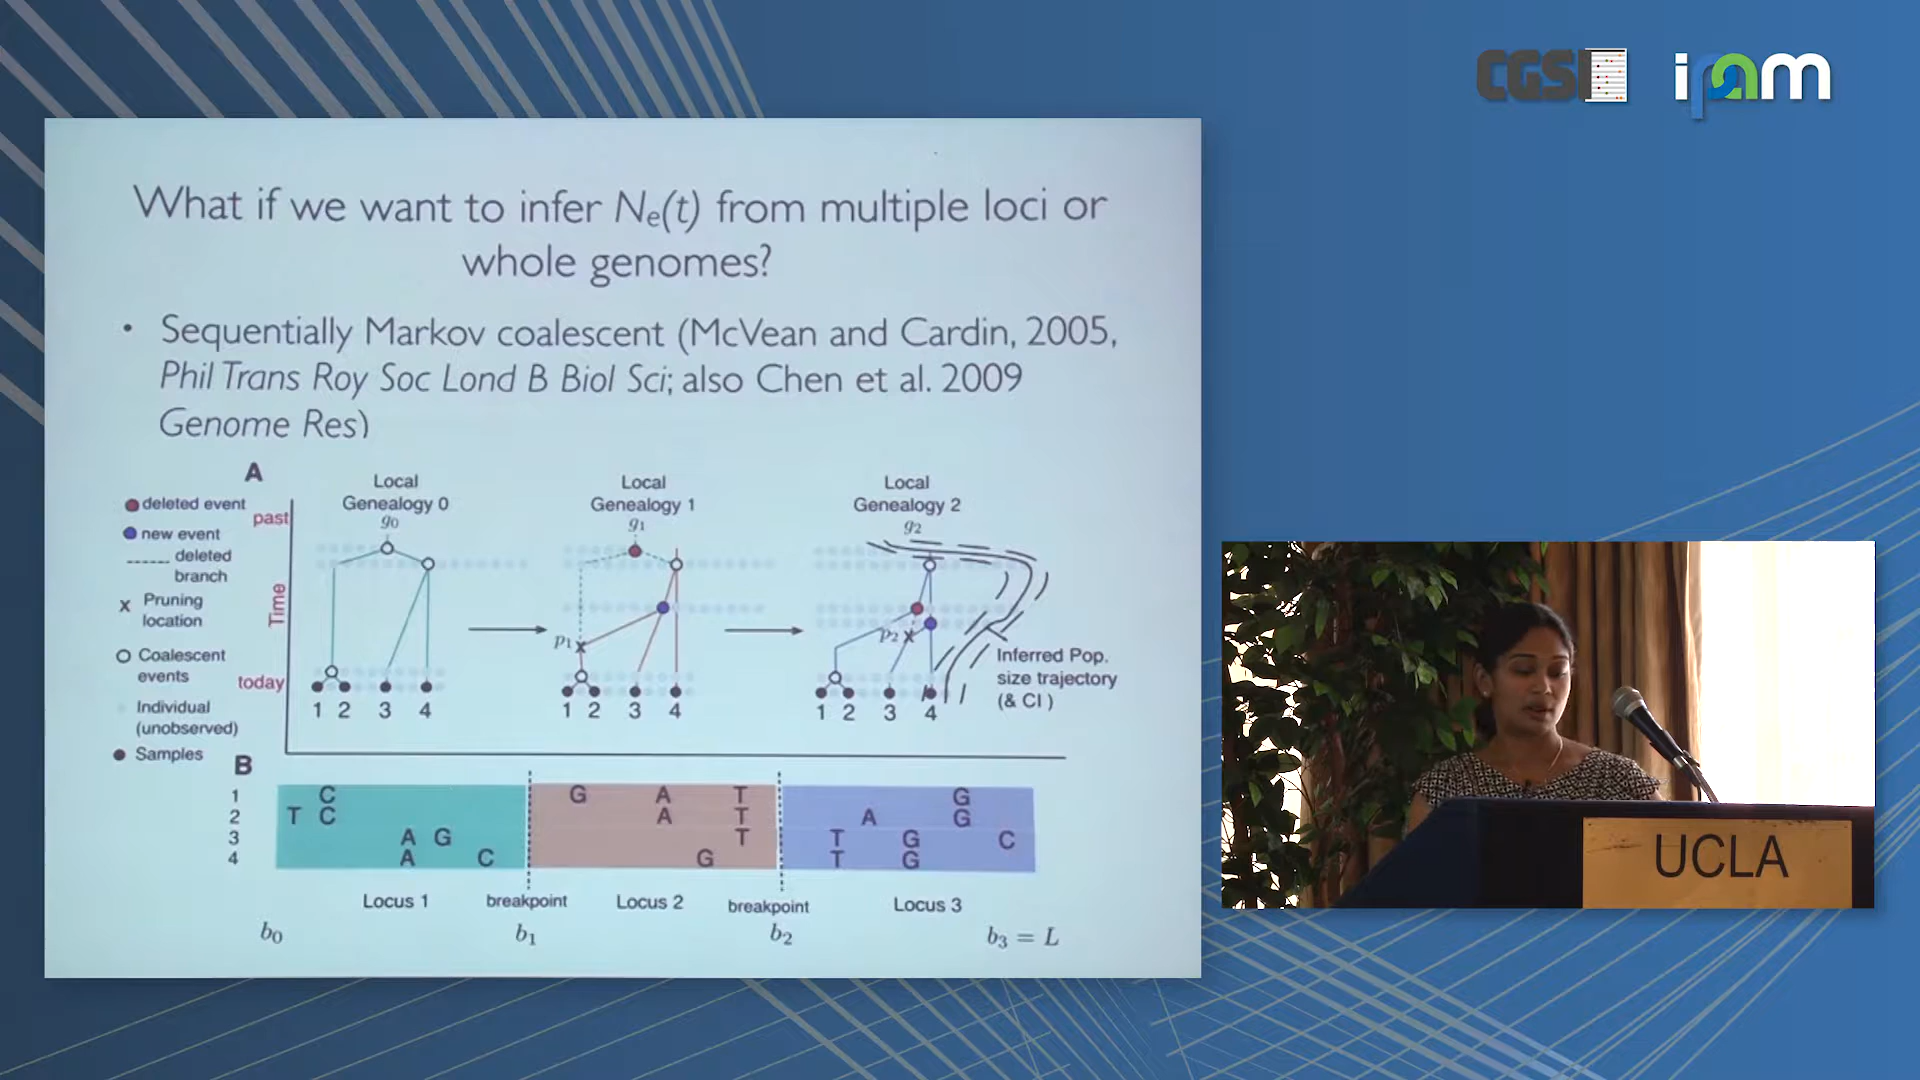 CGSI
ipam
What if we want to infer Ne(t) from multiple loci or
whole genomes?
• Sequentially Markov coalescent (McVean and Cardin, 2005,
Phil Trans Roy Soc Lond B Biol Sci; also Chen et al. 2009
Genome Res)
A
Local
Genealogy 0
g0
Local
Genealogy 1
g1
Local
Genealogy 2
g2
deleted event
new event
deleted
branch
x Pruning
location
Coalescent
events
Individual
(unobserved)
Samples
past
Time
today
p1
x
p2 x
Inferred Pop.
size trajectory
(& CI )
1 2 3 4
1 2 3 4
1 2 3 4
B
1 C G A T G
2 T C A T A G
3 A G T T G C
4 A C G T G
Locus 1
breakpoint
Locus 2
breakpoint
Locus 3
b0
b1
b2
b3 = L
UCLA